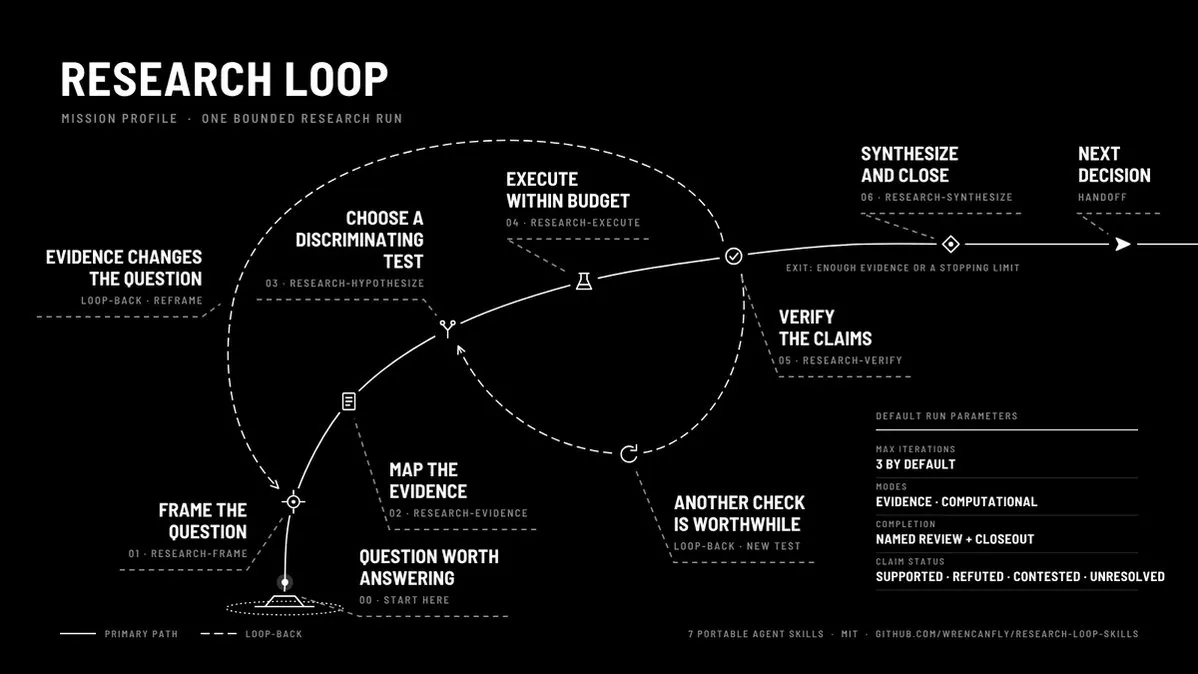 RESEARCH LOOP
MISSION PROFILE · ONE BOUNDED RESEARCH RUN
EVIDENCE CHANGES
THE QUESTION
LOOP-BACK · REFRAME
CHOOSE A
DISCRIMINATING
TEST
03 · RESEARCH-HYPOTHESIZE
EXECUTE
WITHIN BUDGET
04 · RESEARCH-EXECUTE
SYNTHESIZE
AND CLOSE
06 · RESEARCH-SYNTHESIZE
NEXT
DECISION
HANDOFF
EXIT: ENOUGH EVIDENCE OR A STOPPING LIMIT
VERIFY
THE CLAIMS
05 · RESEARCH-VERIFY
MAP THE
EVIDENCE
02 · RESEARCH-EVIDENCE
FRAME THE
QUESTION
01 · RESEARCH-FRAME
QUESTION WORTH
ANSWERING
00 · START HERE
ANOTHER CHECK
IS WORTHWHILE
LOOP-BACK · NEW TEST
DEFAULT RUN PARAMETERS
MAX ITERATIONS
3 BY DEFAULT
MODES
EVIDENCE · COMPUTATIONAL
COMPLETION
NAMED REVIEW + CLOSEOUT
CLAIM STATUS
SUPPORTED · REFUTED · CONTESTED · UNRESOLVED
PRIMARY PATH
LOOP-BACK
7 PORTABLE AGENT SKILLS · MIT · GITHUB.COM/WRENCANFLY/RESEARCH-LOOP-SKILLS